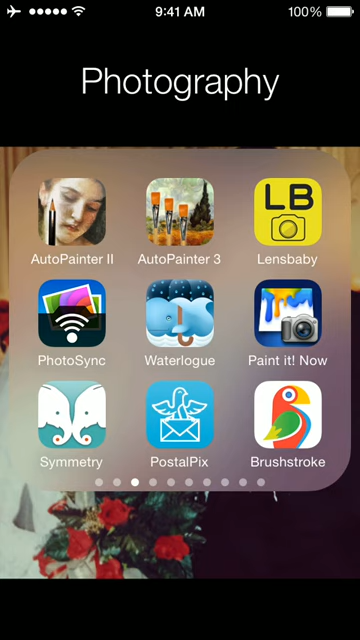 9:41 AM
100%
Photography
LB
AutoPainter II
AutoPainter 3
Lensbaby
PhotoSync
Waterlogue
Paint it! Now
Symmetry
PostalPix
Brushstroke